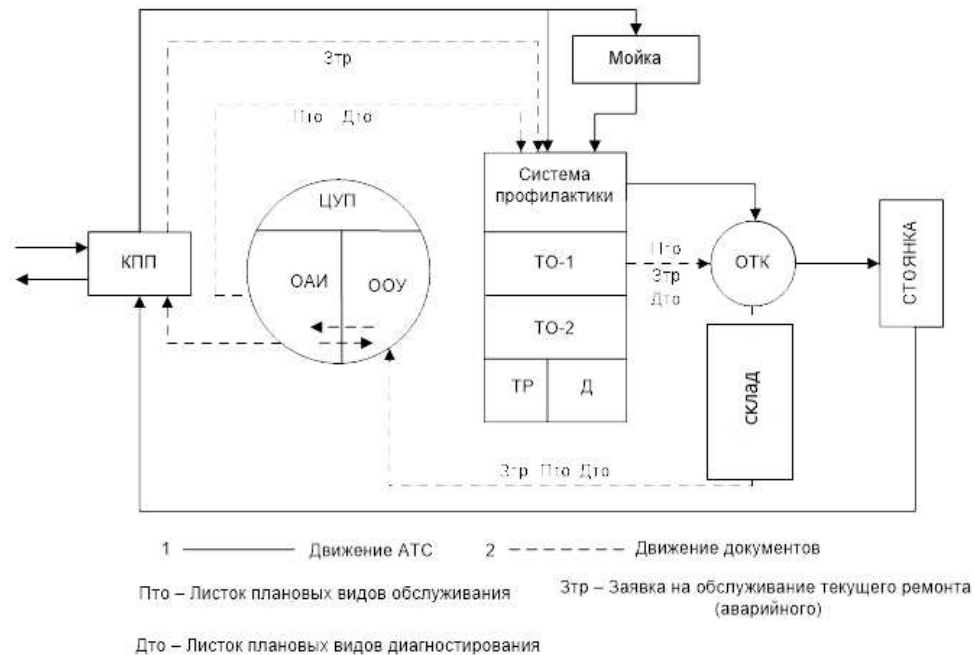 Зтр
Мойка
Пто Дто
Система
профилактики
ЦУП
КПП
ОАИ
ООУ
ТО-1
Пто
Зтр
Дто
ОТК
СТОЯНКА
ТО-2
ТР
Д
склад
Зтр Пто Дто
1 Движение АТС
2 Движение документов
Пто – Листок плановых видов обслуживания
Зтр – Заявка на обслуживание текущего ремонта
(аварийного)
Дто – Листок плановых видов диагностирования